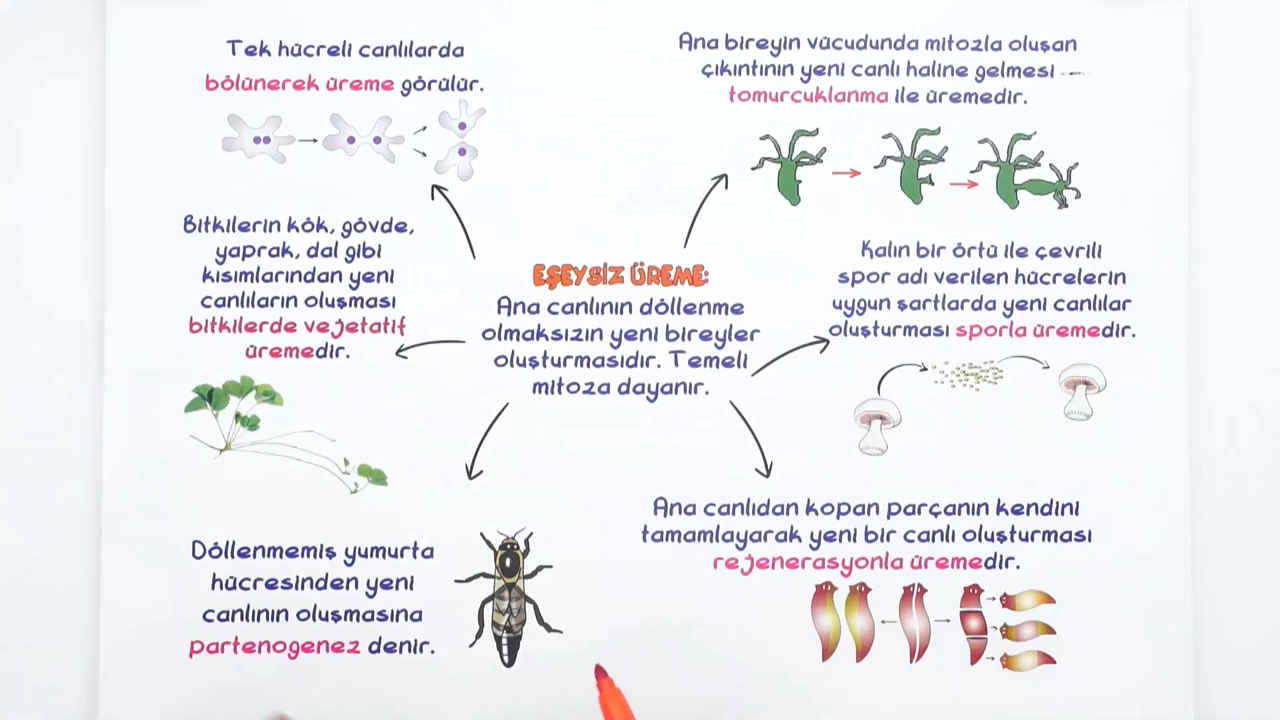 Tek hücreli canlılarda
bölünerek üreme görülür.
Ana bireyin vücudunda mitozla oluşan
çıkıntının yeni canlı haline gelmesi
tomurcuklanma ile üremedir.
Bitkilerin kök, gövde,
yaprak, dal gibi
kısımlarından yeni
canlıların oluşması
bitkilerde vejetatif
üremedir.
EŞEYSİZ ÜREME:
Ana canlının döllenme
olmaksızın yeni bireyler
oluşturmasıdır. Temeli
mitoza dayanır.
Kalın bir örtü ile çevrili
spor adı verilen hücrelerin
uygun şartlarda yeni canlılar
oluşturması sporla üremedir.
Döllenmemiş yumurta
hücresinden yeni
canlının oluşmasına
partenogenez denir.
Ana canlıdan kopan parçanın kendini
tamamlayarak yeni bir canlı oluşturması
rejenerasyonla üremedir.